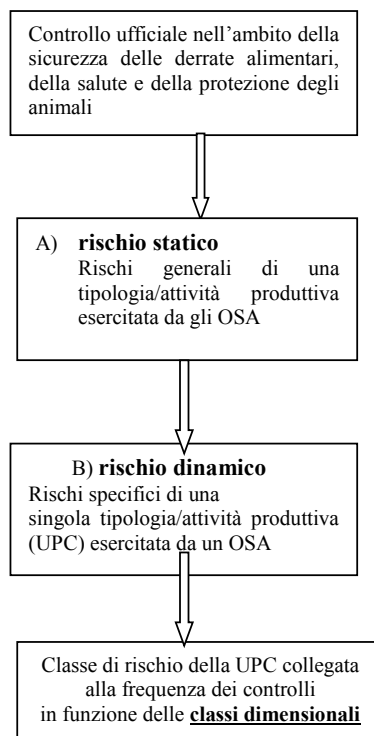 Controllo ufficiale nell’ambito della
sicurezza delle derrate alimentari,
della salute e della protezione degli
animali
A) rischio statico
Rischi generali di una
tipologia/attività produttiva
esercitata da gli OSA
B) rischio dinamico
Rischi specifici di una
singola tipologia/attività produttiva
(UPC) esercitata da un OSA
Classe di rischio della UPC collegata
alla frequenza dei controlli
in funzione delle classi dimensionali